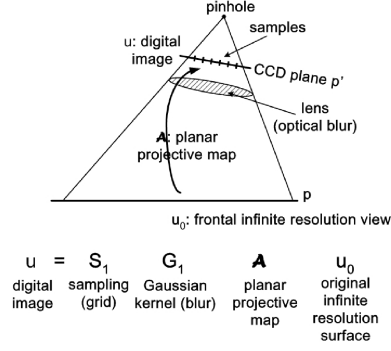 pinhole
u: digital
image
samples
CCD plane p'
lens
(optical blur)
A: planar
projective map
p
u0: frontal infinite resolution view
u = S1 G1 A u0
digital
image
sampling
(grid)
Gaussian
kernel (blur)
planar
projective
map
original
infinite
resolution
surface